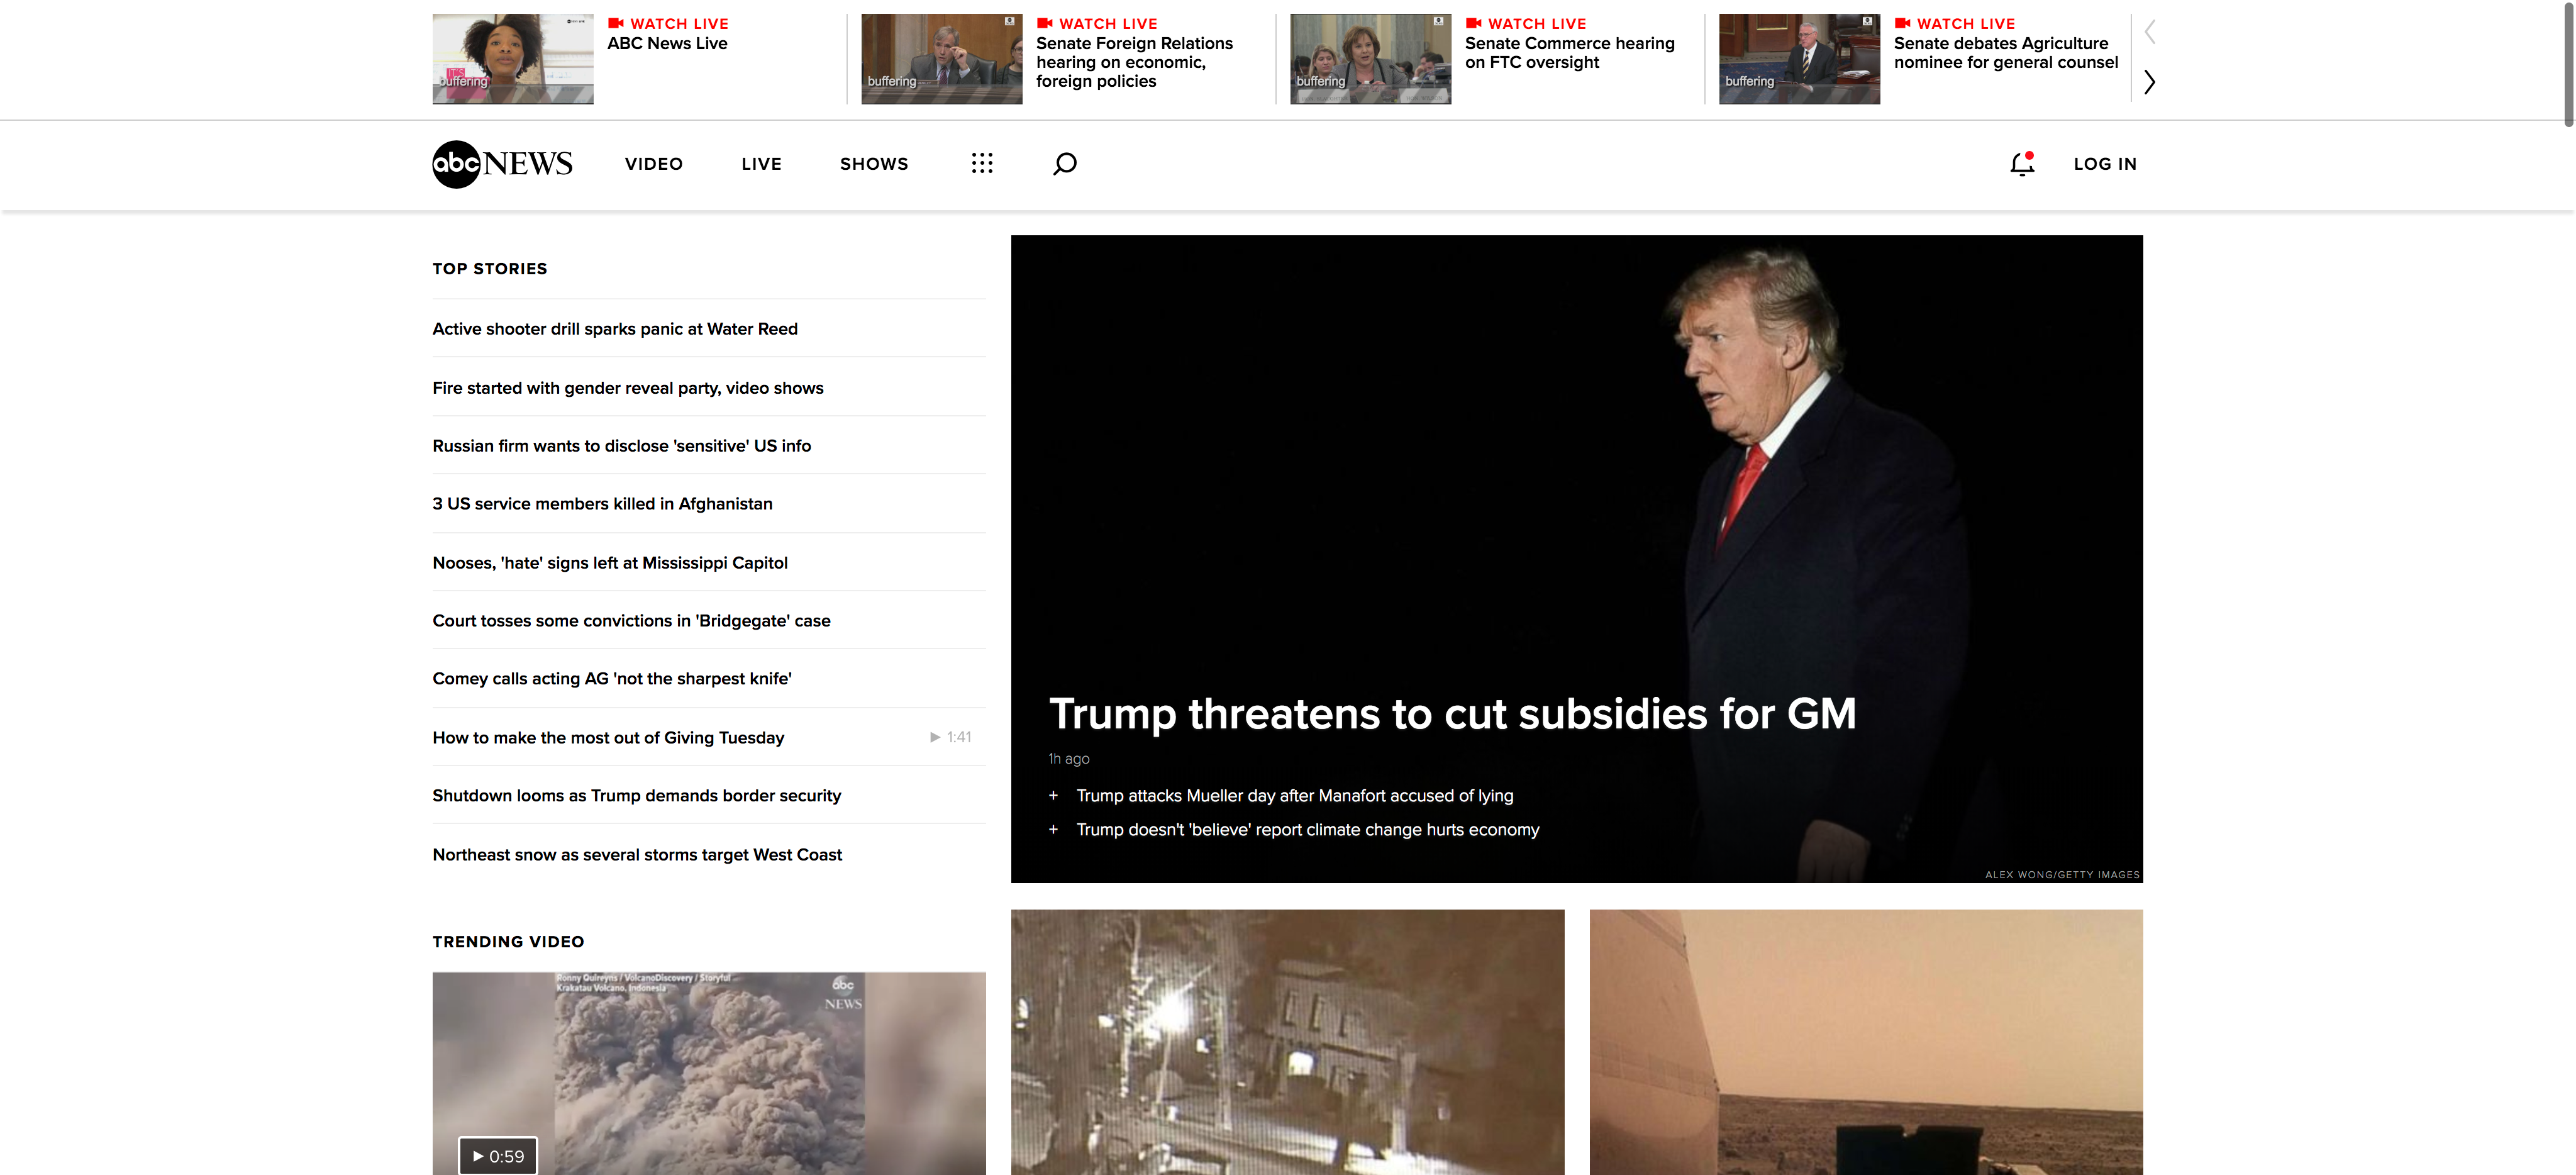 WATCH LIVE
ABC News Live
buffering
WATCH LIVE
Senate Foreign Relations
hearing on economic,
foreign policies
buffering
WATCH LIVE
Senate Commerce hearing
on FTC oversight
buffering
WATCH LIVE
Senate debates Agriculture
nominee for general counsel
buffering
abc NEWS
VIDEO
LIVE
SHOWS
LOG IN
TOP STORIES
Active shooter drill sparks panic at Water Reed
Fire started with gender reveal party, video shows
Russian firm wants to disclose 'sensitive' US info
3 US service members killed in Afghanistan
Nooses, 'hate' signs left at Mississippi Capitol
Court tosses some convictions in 'Bridgegate' case
Comey calls acting AG 'not the sharpest knife'
How to make the most out of Giving Tuesday 1:41
Shutdown looms as Trump demands border security
Northeast snow as several storms target West Coast
Trump threatens to cut subsidies for GM
1h ago
+ Trump attacks Mueller day after Manafort accused of lying
+ Trump doesn't 'believe' report climate change hurts economy
ALEX WONG/GETTY IMAGES
TRENDING VIDEO
Ronny Quireyns / VolcanoDiscovery / Storyful
Krakatau Volcano, Indonesia
abc
NEWS
0:59